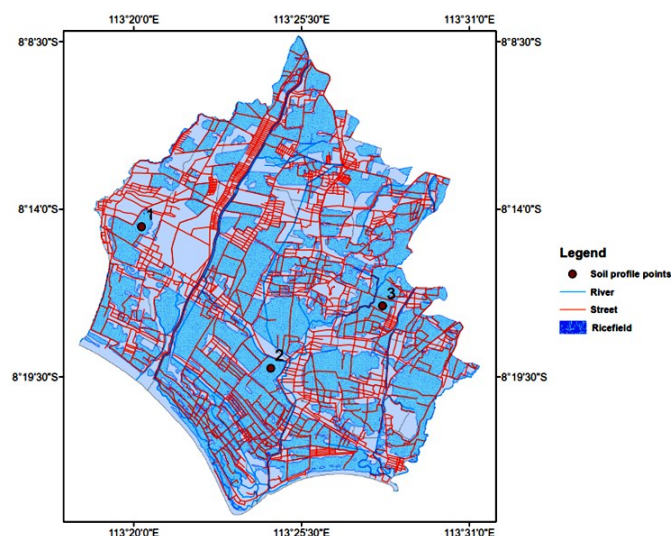 113°20'0"E 113°25'30"E 113°31'0"E
8°8'30"S 8°8'30"S
8°14'0"S 8°14'0"S
8°19'30"S 8°19'30"S
1
3
2
113°20'0"E 113°25'30"E 113°31'0"E
Legend
Soil profile points
River
Street
Ricefield